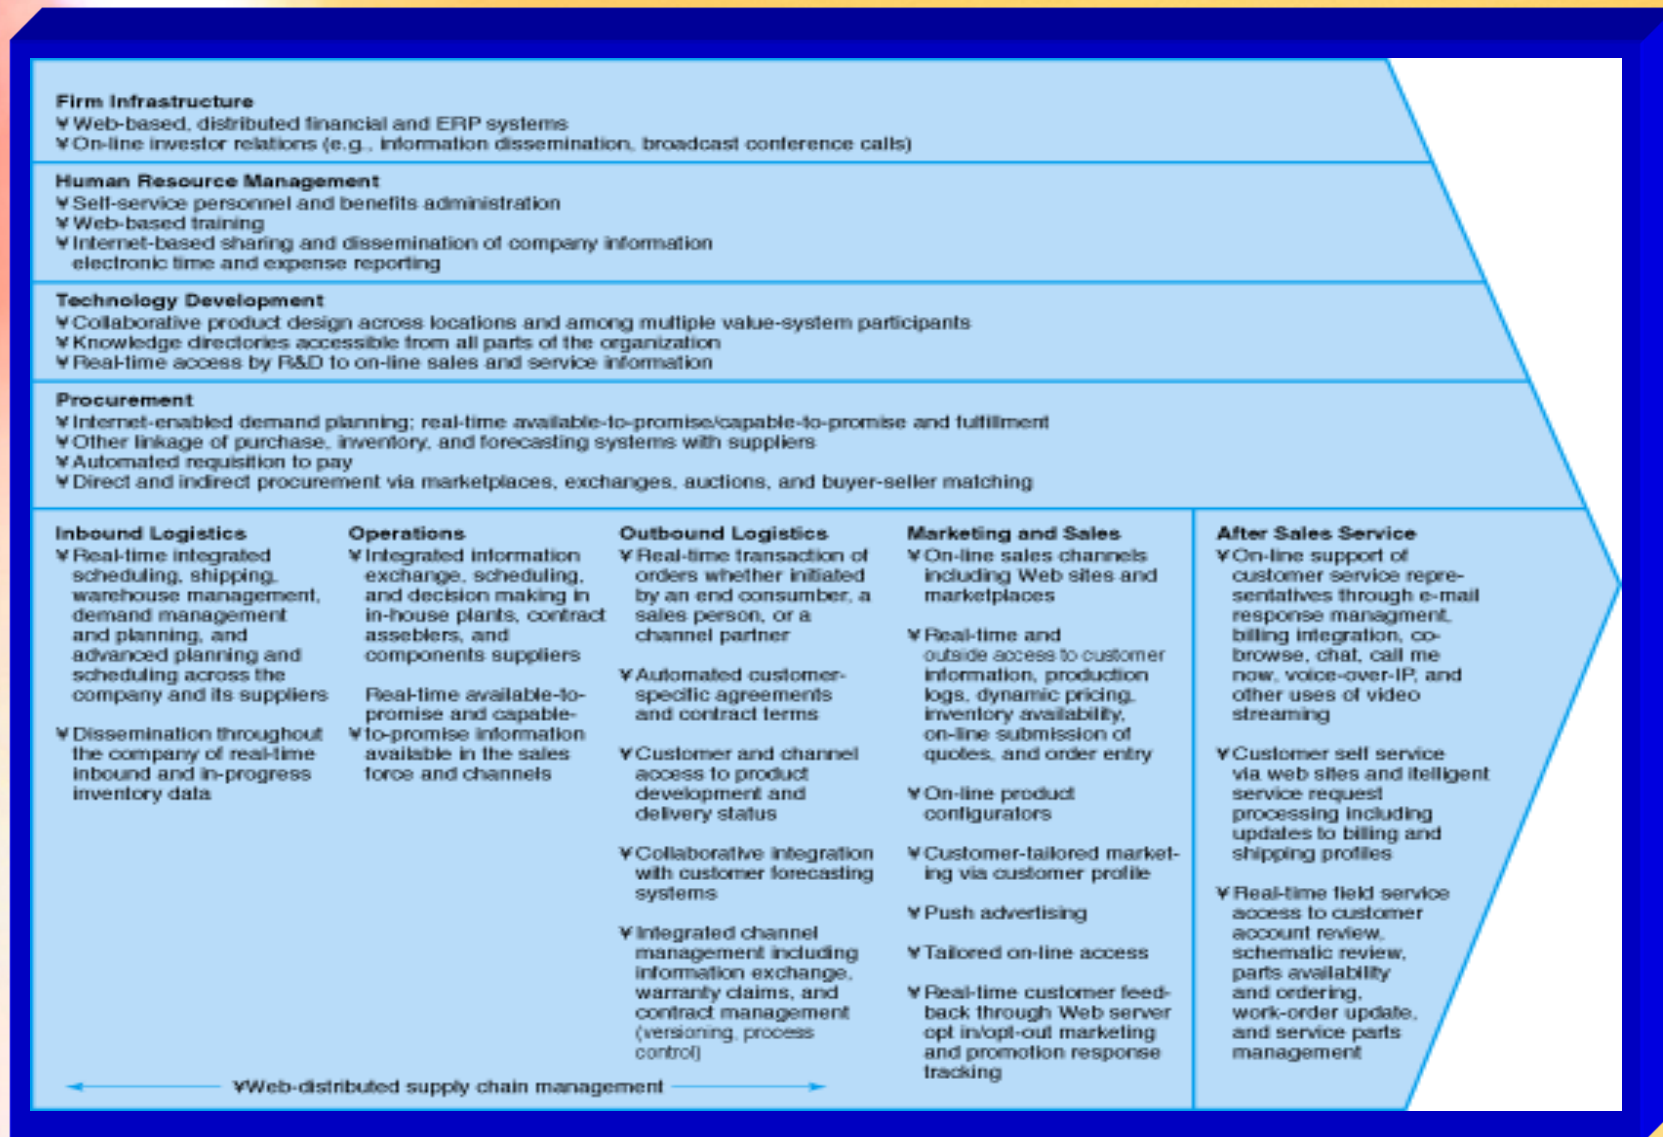 Firm Infrastructure
¥ Web-based, distributed financial and ERP systems
¥ On-line investor relations (e.g., information dissemination, broadcast conference calls)
Human Resource Management
¥ Self-service personnel and benefits administration
¥ Web-based training
¥ Internet-based sharing and dissemination of company information
electronic time and expense reporting
Technology Development
¥ Collaborative product design across locations and among multiple value-system participants
¥ Knowledge directories accessible from all parts of the organization
¥ Real-time access by R&D to on-line sales and service information
Procurement
¥ Internet-enabled demand planning; real-time available-to-promise/capable-to-promise and fulfillment
¥ Other linkage of purchase, inventory, and forecasting systems with suppliers
¥ Automated requisition to pay
¥ Direct and indirect procurement via marketplaces, exchanges, auctions, and buyer-seller matching
Inbound Logistics
¥ Real-time integrated
scheduling, shipping,
warehouse management,
demand management
and planning, and
advanced planning and
scheduling across the
company and its suppliers
¥ Dissemination throughout
the company of real-time
inbound and in-progress
inventory data
Operations
¥ Integrated information
exchange, scheduling,
and decision making in
in-house plants, contract
asseblers, and
components suppliers
Real-time available-to-
promise and capable-
¥ to-promise information
available in the sales
force and channels
Outbound Logistics
¥ Real-time transaction of
orders whether initiated
by an end consumber, a
sales person, or a
channel partner
¥ Automated customer-
specific agreements
and contract terms
¥ Customer and channel
access to product
development and
delivery status
¥ Collaborative integration
with customer forecasting
systems
¥ Integrated channel
management including
information exchange,
warranty claims, and
contract management
(versioning, process
control)
Marketing and Sales
¥ On-line sales channels
including Web sites and
marketplaces
¥ Real-time and
outside access to customer
information, production
logs, dynamic pricing,
inventory availability,
on-line submission of
quotes, and order entry
¥ On-line product
configurators
¥ Customer-tailored market-
ing via customer profile
¥ Push advertising
¥ Tailored on-line access
¥ Real-time customer feed-
back through Web server
opt in/opt-out marketing
and promotion response
tracking
After Sales Service
¥ On-line support of
customer service repre-
sentatives through e-mail
response managment,
billing integration, co-
browse, chat, call me
now, voice-over-IP, and
other uses of video
streaming
¥ Customer self service
via web sites and itelligent
service request
processing including
updates to billing and
shipping profiles
¥ Real-time field service
access to customer
account review,
schematic review,
parts availability
and ordering,
work-order update,
and service parts
management
¥Web-distributed supply chain management